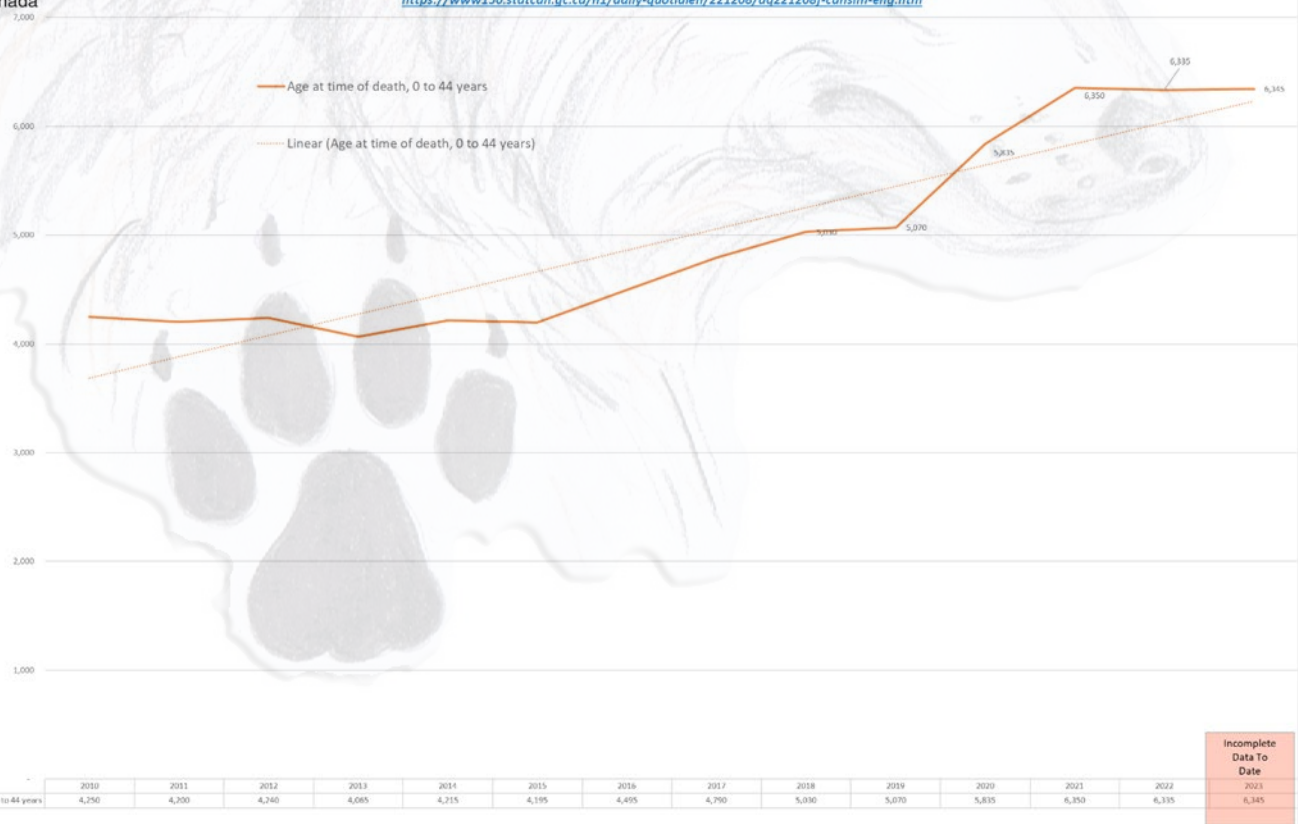 https://www150.statcan.gc.ca/n1/daily-quotidien/221208/dq221208f-cansim-eng.htm
7,000
Age at time of death, 0 to 44 years
6,335
6,350
6,345
6,000
Linear (Age at time of death, 0 to 44 years)
5,835
5,000
5,030
5,070
4,000
3,000
2,000
1,000
Incomplete
Data To
Date
-
2010 2011 2012 2013 2014 2015 2016 2017 2018 2019 2020 2021 2022 2023
to 44 years 4,250 4,200 4,240 4,065 4,215 4,195 4,495 4,790 5,030 5,070 5,835 6,350 6,335 6,345